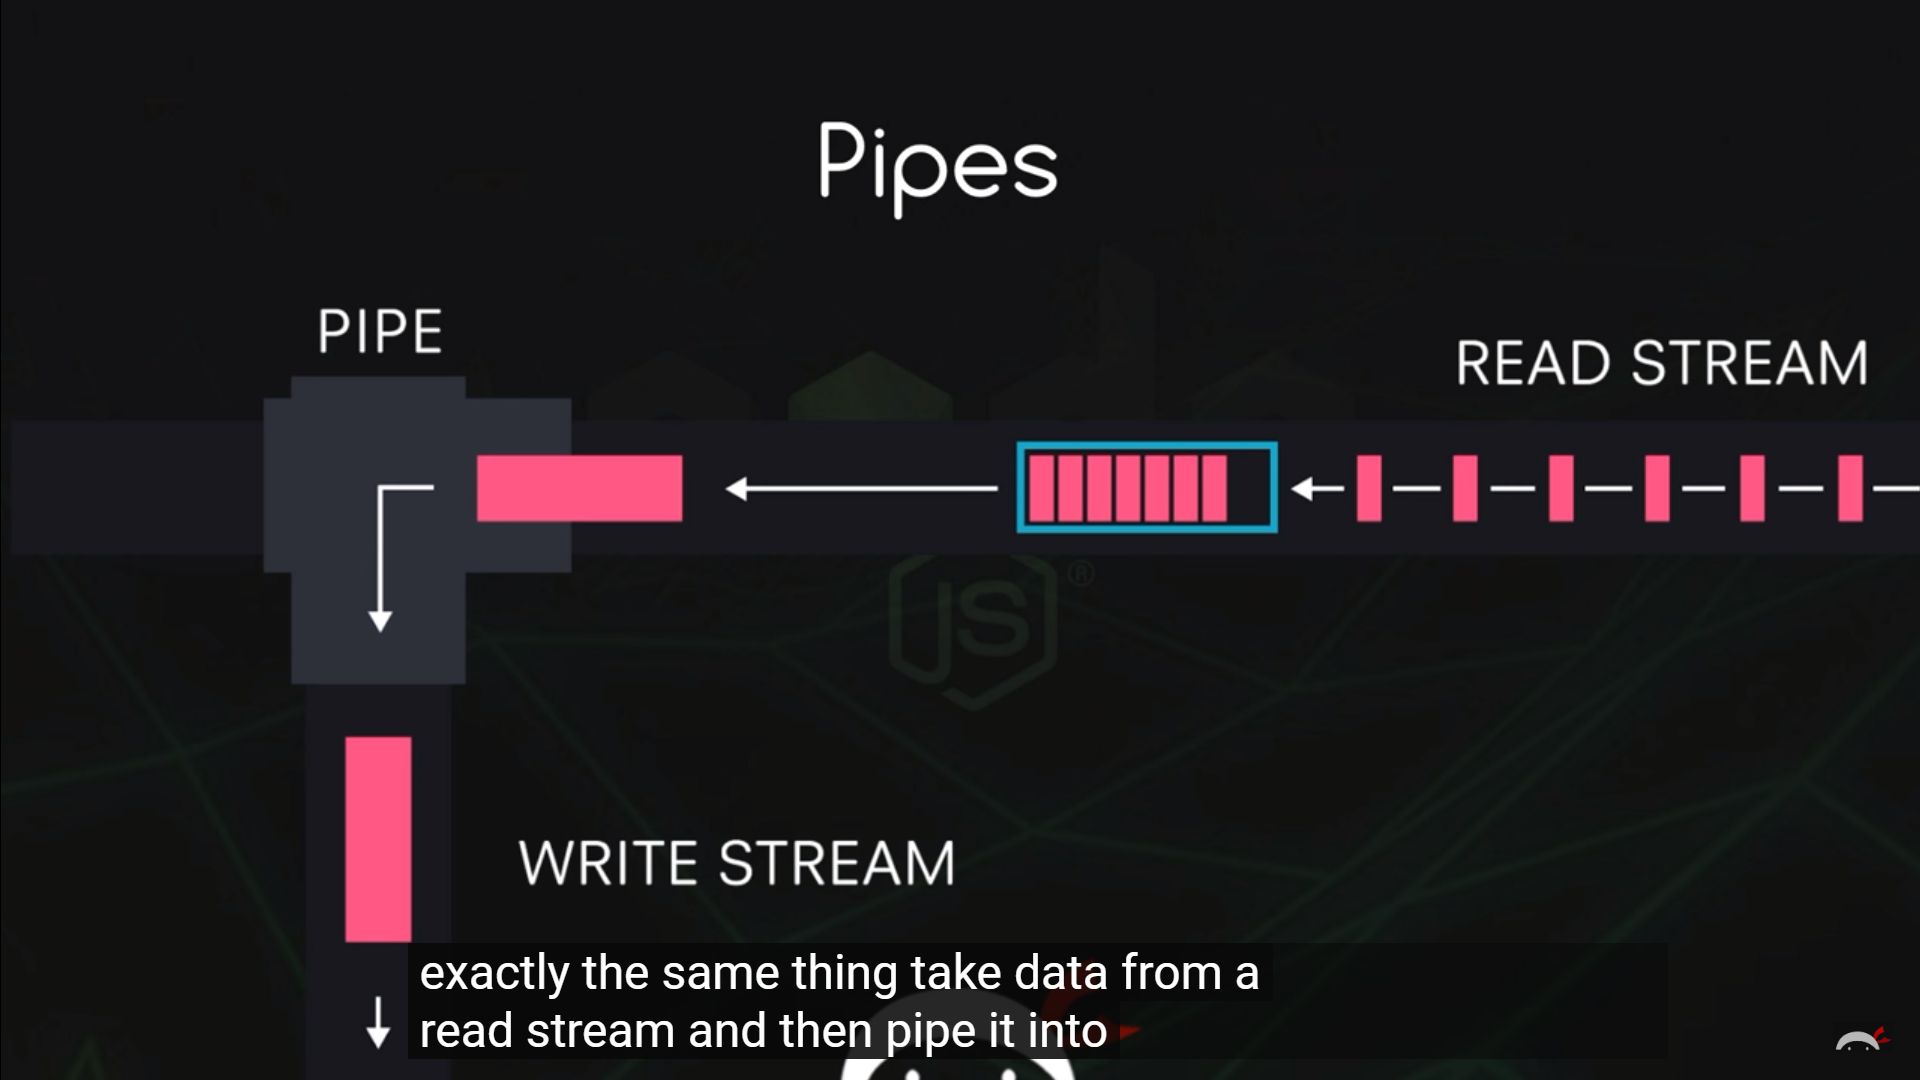 Pipes
PIPE
READ STREAM
JS
®
WRITE STREAM
exactly the same thing take data from a
read stream and then pipe it into